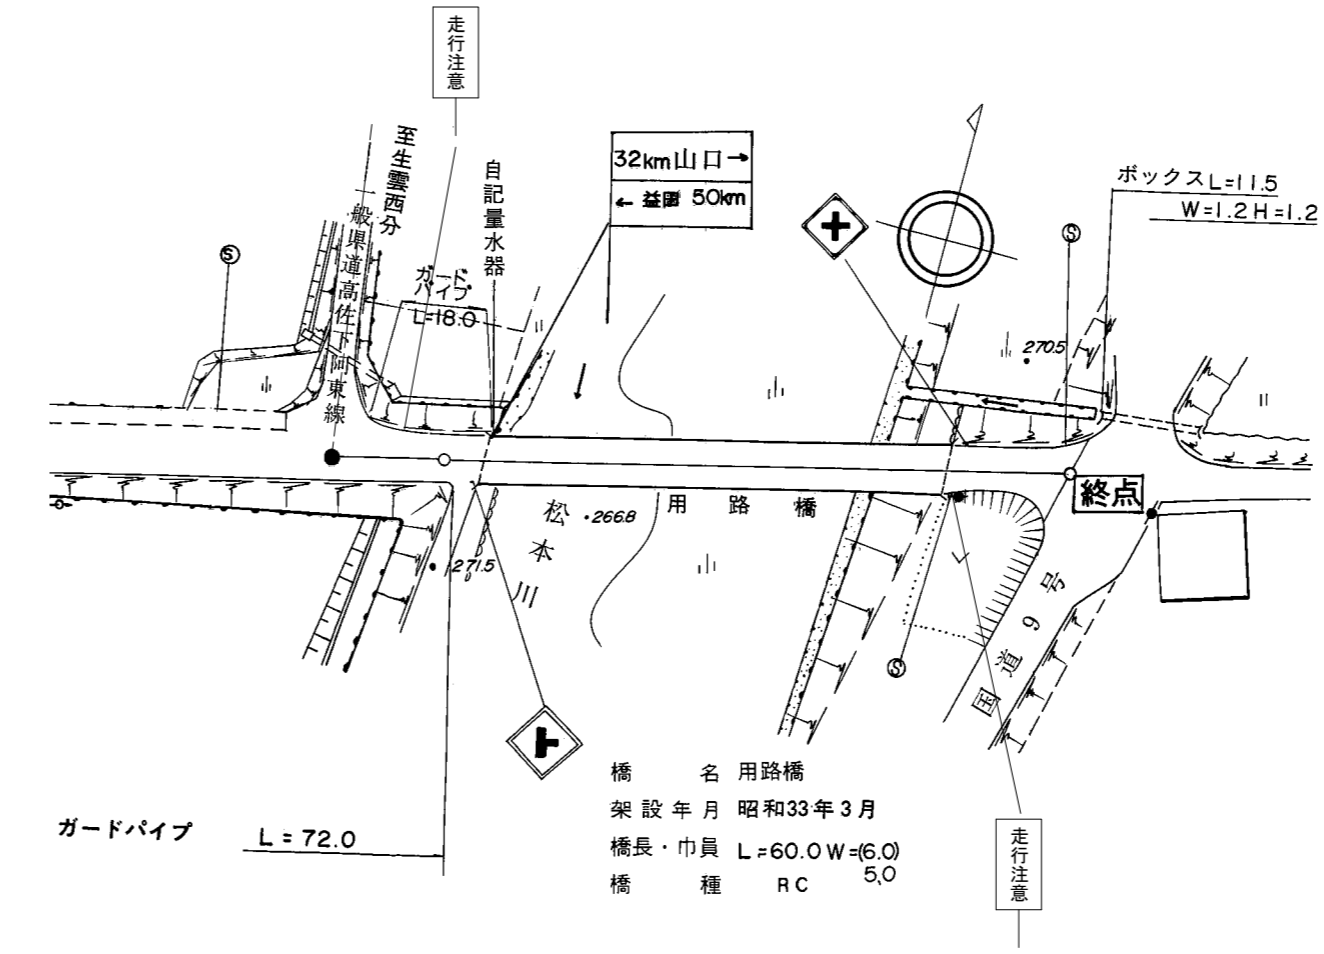 走行注意
至生雲西分
一般県道高佐下阿東線
自記量水器
ガードパイプ
L=18.0
32km山口→
← 益田 50km
ボックスL=11.5
W=1.2H=1.2
S
S
270.5
終点
用路橋
松本川
266.8
271.5
国道9号
S
橋名 用路橋
架設年月 昭和33年3月
橋長・巾員 L=60.0W=(6.0)
5.0
橋種 RC
ガードパイプ L=72.0
走行注意